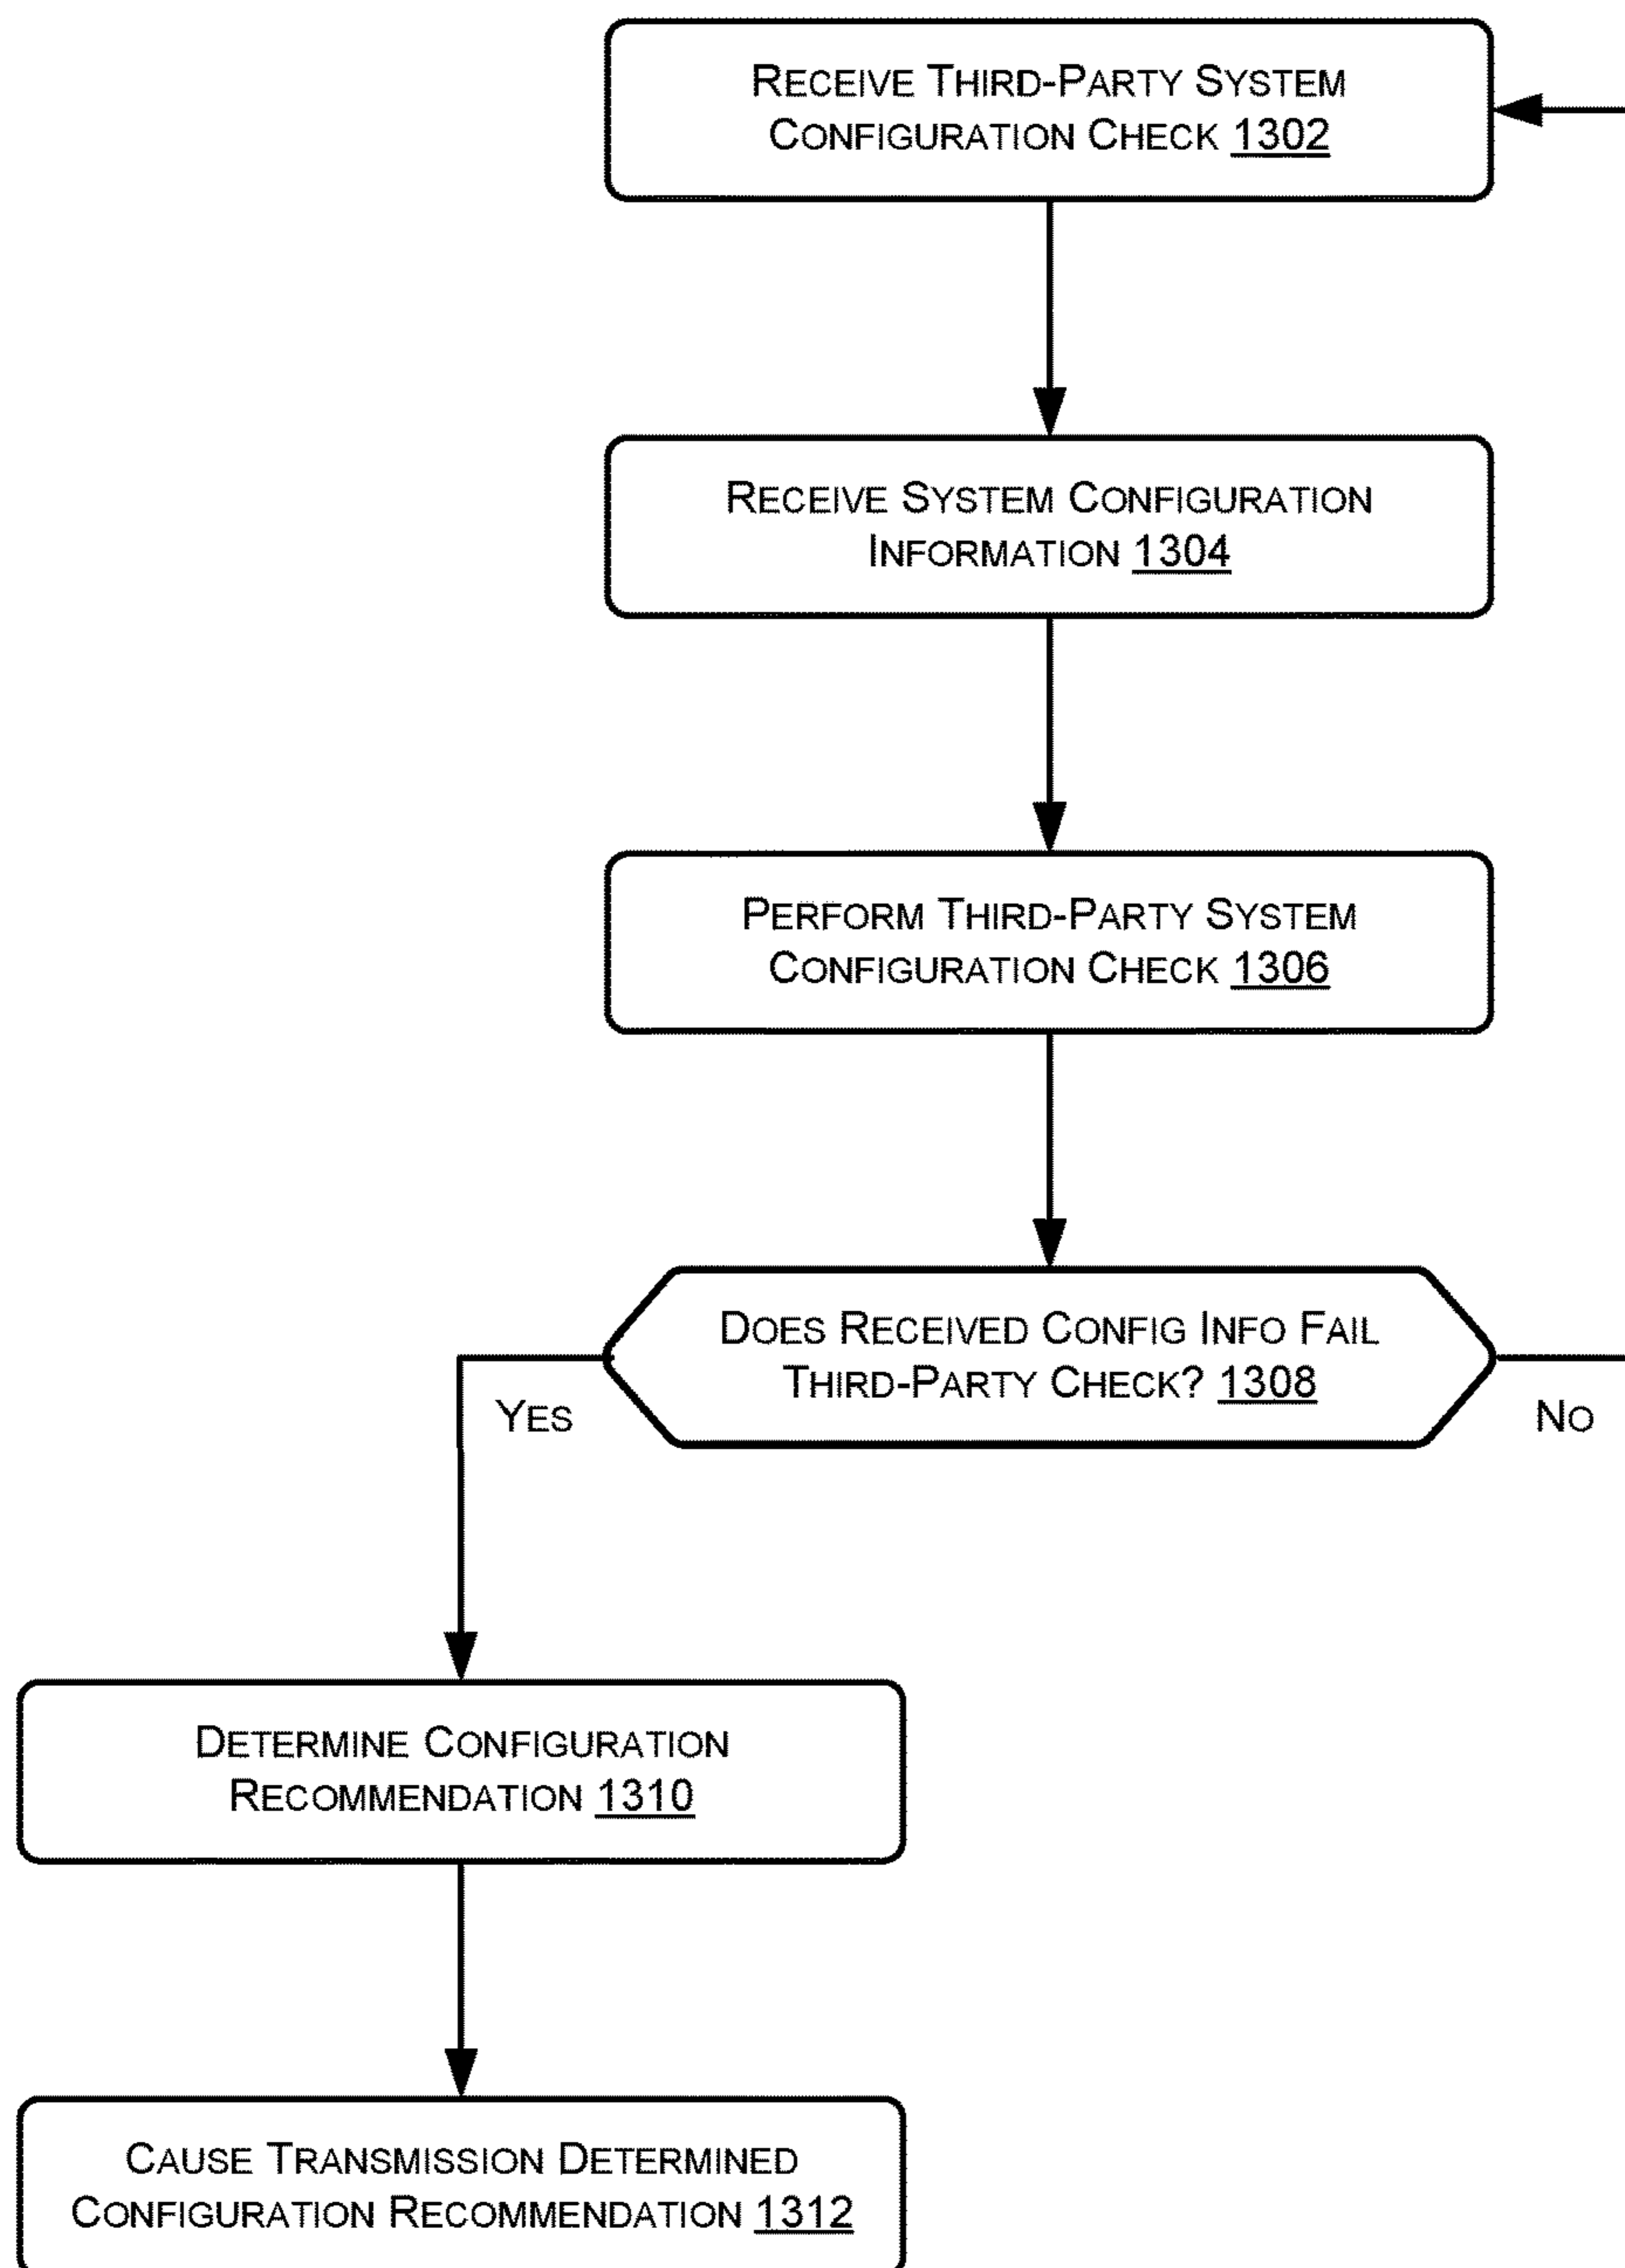 RECEIVE THIRD-PARTY SYSTEM
CONFIGURATION CHECK 1302
RECEIVE SYSTEM CONFIGURATION
INFORMATION 1304
PERFORM THIRD-PARTY SYSTEM
CONFIGURATION CHECK 1306
DOES RECEIVED CONFIG INFO FAIL
THIRD-PARTY CHECK? 1308
YES
NO
DETERMINE CONFIGURATION
RECOMMENDATION 1310
CAUSE TRANSMISSION DETERMINED
CONFIGURATION RECOMMENDATION 1312